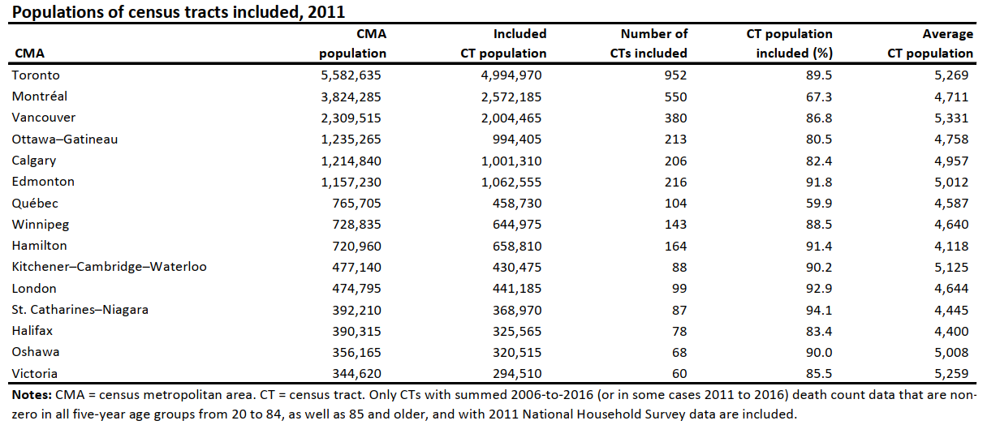 Populations of census tracts included, 2011
CMA Included Number of CT population Average
CMA population CT population CTs included included (%) CT population
Toronto 5,582,635 4,994,970 952 89.5 5,269
Montréal 3,824,285 2,572,185 550 67.3 4,711
Vancouver 2,309,515 2,004,465 380 86.8 5,331
Ottawa–Gatineau 1,235,265 994,405 213 80.5 4,758
Calgary 1,214,840 1,001,310 206 82.4 4,957
Edmonton 1,157,230 1,062,555 216 91.8 5,012
Québec 765,705 458,730 104 59.9 4,587
Winnipeg 728,835 644,975 143 88.5 4,640
Hamilton 720,960 658,810 164 91.4 4,118
Kitchener–Cambridge–Waterloo 477,140 430,475 88 90.2 5,125
London 474,795 441,185 99 92.9 4,644
St. Catharines–Niagara 392,210 368,970 87 94.1 4,445
Halifax 390,315 325,565 78 83.4 4,400
Oshawa 356,165 320,515 68 90.0 5,008
Victoria 344,620 294,510 60 85.5 5,259
Notes: CMA = census metropolitan area. CT = census tract. Only CTs with summed 2006-to-2016 (or in some cases 2011 to 2016) death count data that are non-
zero in all five-year age groups from 20 to 84, as well as 85 and older, and with 2011 National Household Survey data are included.